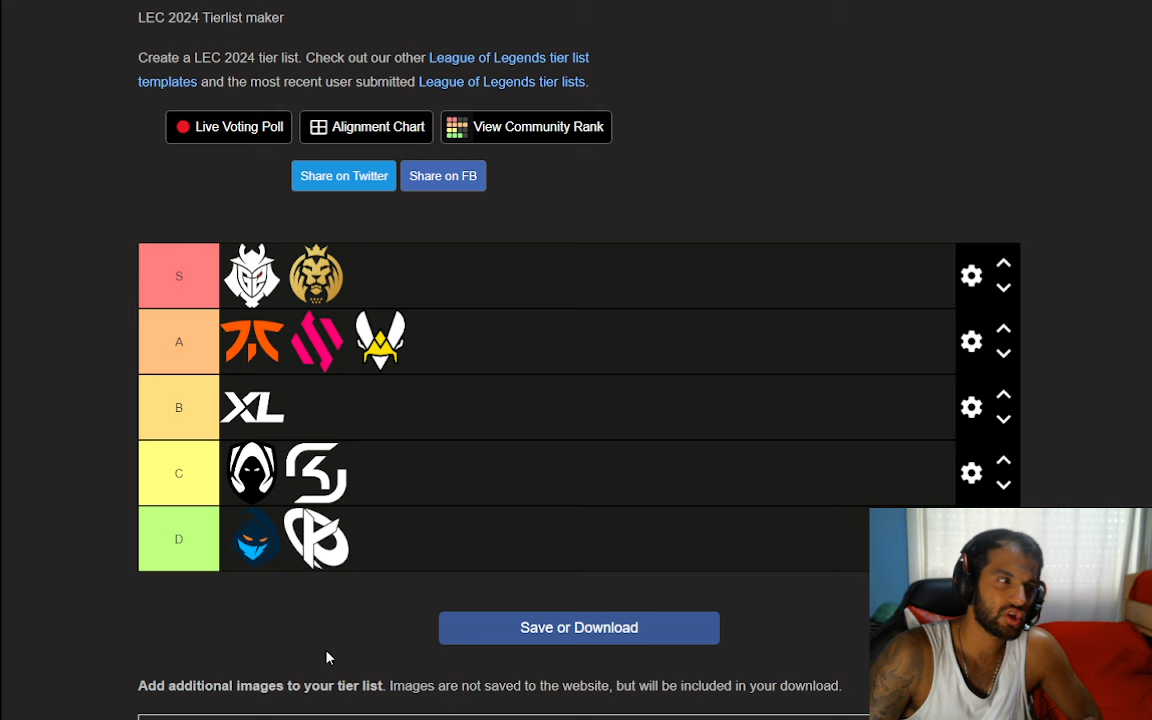 LEC 2024 Tierlist maker
Create a LEC 2024 tier list. Check out our other League of Legends tier list
templates and the most recent user submitted League of Legends tier lists.
Live Voting Poll
Alignment Chart
View Community Rank
Share on Twitter
Share on FB
S
A
B
XL
C
D
Save or Download
Add additional images to your tier list. Images are not saved to the website, but will be included in your download.